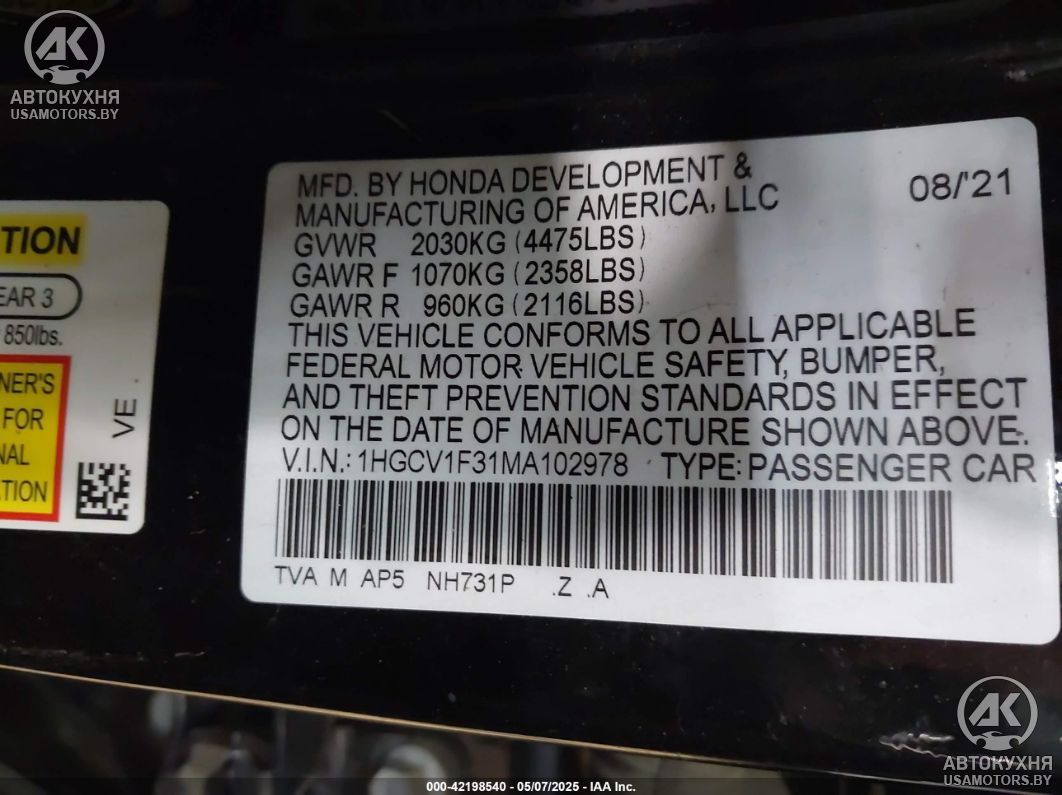 AK
АВТОКУХНЯ
USAMOTORS.BY
MFD. BY HONDA DEVELOPMENT &
MANUFACTURING OF AMERICA, LLC
08/'21
GVWR 2030KG (4475LBS)
GAWR F 1070KG (2358LBS)
GAWR R 960KG (2116LBS)
THIS VEHICLE CONFORMS TO ALL APPLICABLE
FEDERAL MOTOR VEHICLE SAFETY, BUMPER,
AND THEFT PREVENTION STANDARDS IN EFFECT
ON THE DATE OF MANUFACTURE SHOWN ABOVE.
V.I.N.: 1HGCV1F31MA102978 TYPE: PASSENGER CAR
TVA M AP5 NH731P .Z .A
TION
EAR 3
850lbs.
NER'S
FOR
NAL
TION
VE
AK
АВТОКУХНЯ
USAMOTORS.BY
000-42198540 - 05/07/2025 - IAA Inc.